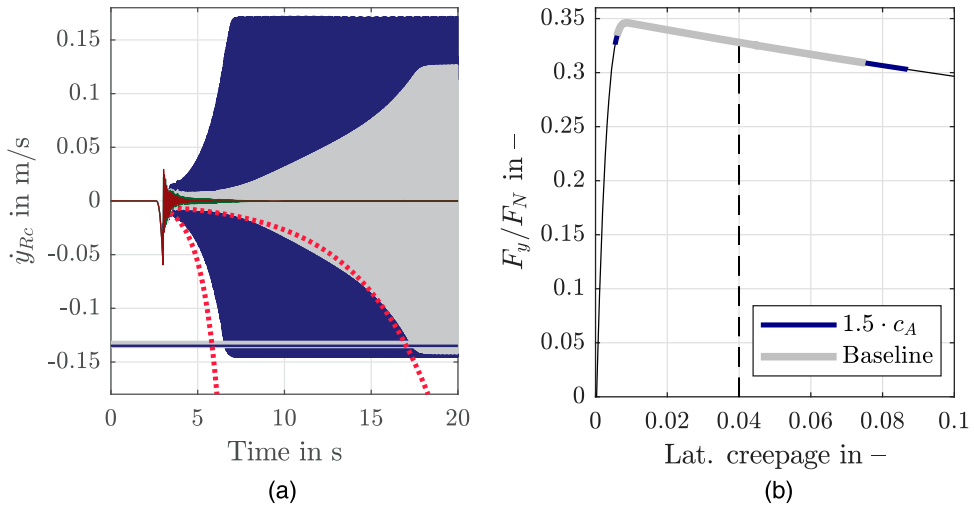 0.15
0.1
0.05
0
-0.05
-0.1
-0.15
ẏ_Rc in m/s
0 5 10 15 20
Time in s
(a)
0.35
0.3
0.25
0.2
0.15
0.1
0.05
0
F_y/F_N in –
1.5 · c_A
Baseline
0 0.02 0.04 0.06 0.08 0.1
Lat. creepage in –
(b)